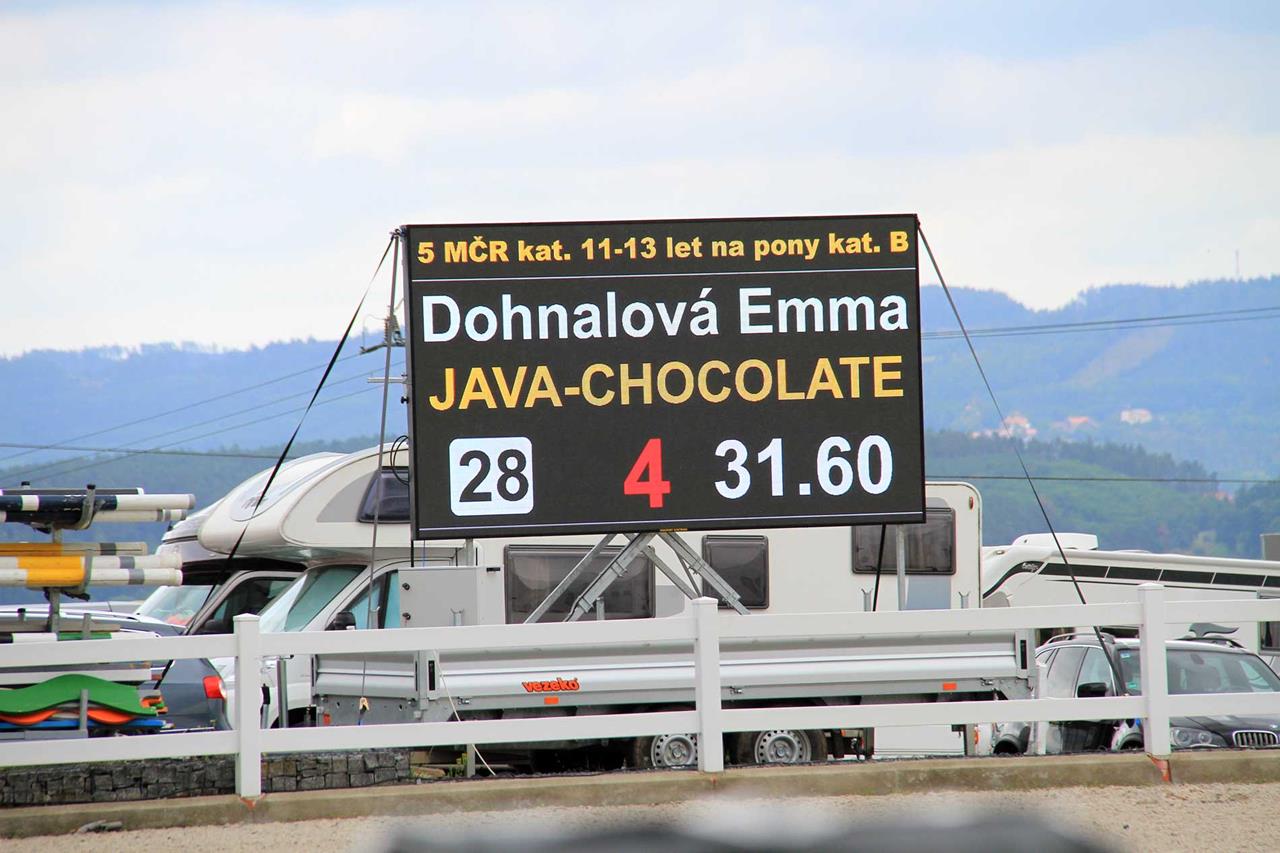 5 MČR kat. 11-13 let na pony kat. B
Dohnalová Emma
JAVA-CHOCOLATE
28 4 31.60
vezeko